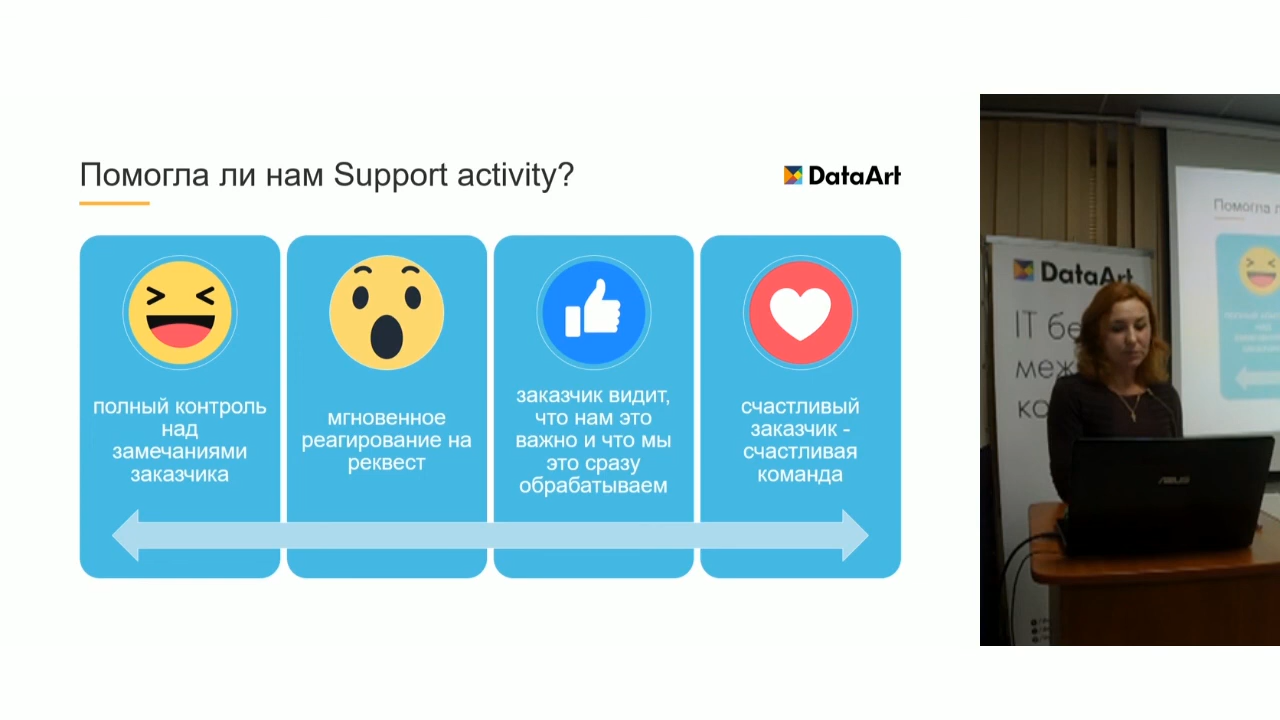 Помогла ли нам Support activity?
DataArt
полный контроль
над
замечаниями
заказчика
мгновенное
реагирование на
реквест
заказчик видит,
что нам это
важно и что мы
это сразу
обрабатываем
счастливый
заказчик -
счастливая
команда
DataArt
IT бе
меж
ко
Помогла л
ASUS